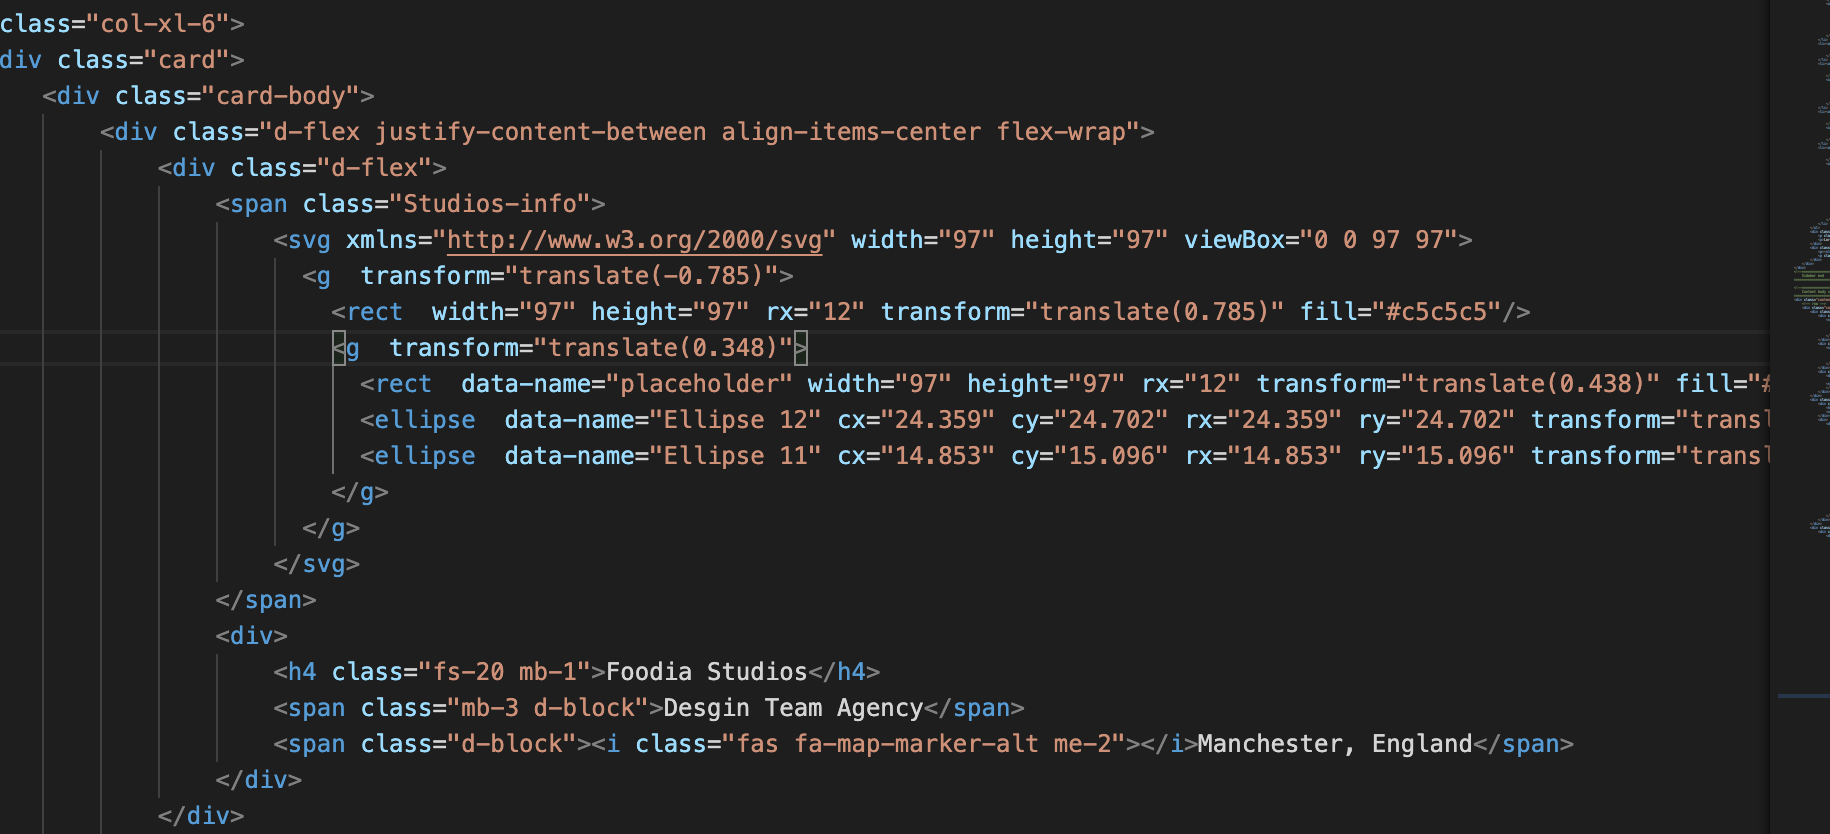 class="col-xl-6">
div class="card">
<div class="card-body">
<div class="d-flex justify-content-between align-items-center flex-wrap">
<div class="d-flex">
<span class="Studios-info">
<svg xmlns="http://www.w3.org/2000/svg" width="97" height="97" viewBox="0 0 97 97">
<g  transform="translate(-0.785)">
<rect  width="97" height="97" rx="12" transform="translate(0.785)" fill="#c5c5c5"/>
<g  transform="translate(0.348)">
<rect  data-name="placeholder" width="97" height="97" rx="12" transform="translate(0.438)" fill="#
<ellipse  data-name="Ellipse 12" cx="24.359" cy="24.702" rx="24.359" ry="24.702" transform="transl
<ellipse  data-name="Ellipse 11" cx="14.853" cy="15.096" rx="14.853" ry="15.096" transform="transl
</g>
</g>
</svg>
</span>
<div>
<h4 class="fs-20 mb-1">Foodia Studios</h4>
<span class="mb-3 d-block">Desgin Team Agency</span>
<span class="d-block"><i class="fas fa-map-marker-alt me-2"></i>Manchester, England</span>
</div>
</div>